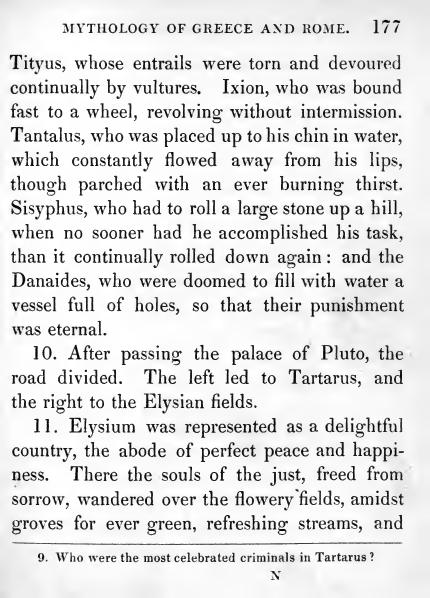 MYTHOLOGY OF GREECE AND ROME. 177
Tityus, whose entrails were torn and devoured
continually by vultures. Ixion, who was bound
fast to a wheel, revolving without intermission.
Tantalus, who was placed up to his chin in water,
which constantly flowed away from his lips,
though parched with an ever burning thirst.
Sisyphus, who had to roll a large stone up a hill,
when no sooner had he accomplished his task,
than it continually rolled down again : and the
Danaides, who were doomed to fill with water a
vessel full of holes, so that their punishment
was eternal.
10. After passing the palace of Pluto, the
road divided. The left led to Tartarus, and
the right to the Elysian fields.
11. Elysium was represented as a delightful
country, the abode of perfect peace and happi-
ness. There the souls of the just, freed from
sorrow, wandered over the flowery fields, amidst
groves for ever green, refreshing streams, and
9. Who were the most celebrated criminals in Tartarus ?
N